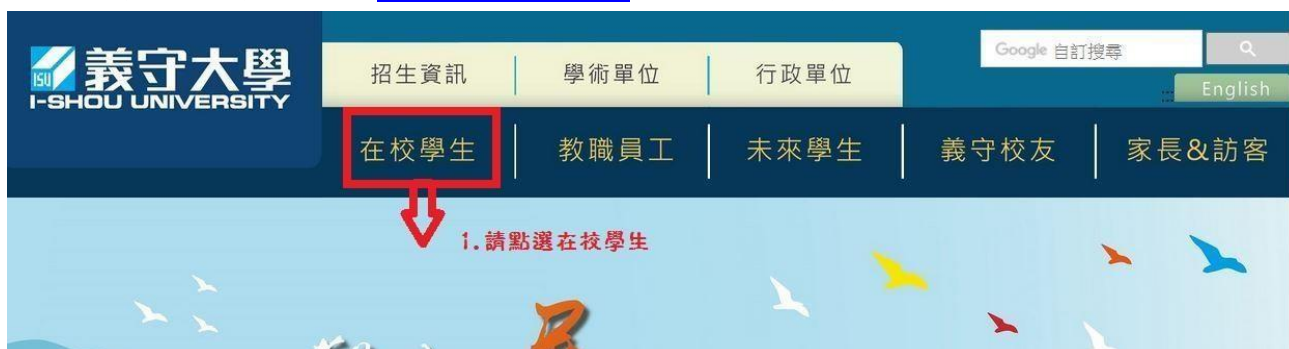 義守大學
ISU
I-SHOU UNIVERSITY
招生資訊 學術單位 行政單位
Google 自訂搜尋
English
在校學生 教職員工 未來學生 義守校友 家長&訪客
1.請點選在校學生